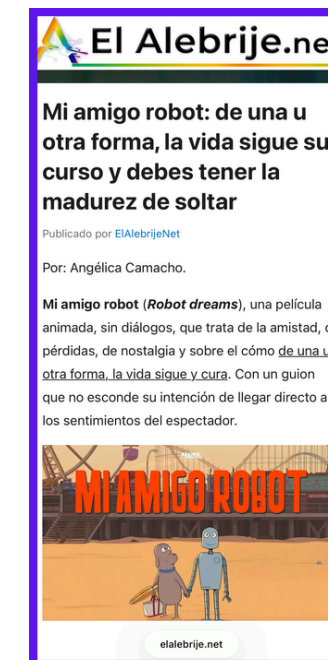 El Alebrije.ne
Mi amigo robot: de una u
otra forma, la vida sigue su
curso y debes tener la
madurez de soltar
Publicado por ElAlebrijeNet
Por: Angélica Camacho.
Mi amigo robot (Robot dreams), una película
animada, sin diálogos, que trata de la amistad, d
pérdidas, de nostalgia y sobre el cómo de una u
otra forma, la vida sigue y cura. Con un guion
que no esconde su intención de llegar directo a
los sentimientos del espectador.
MI AMIGO ROBOT
elalebrije.net